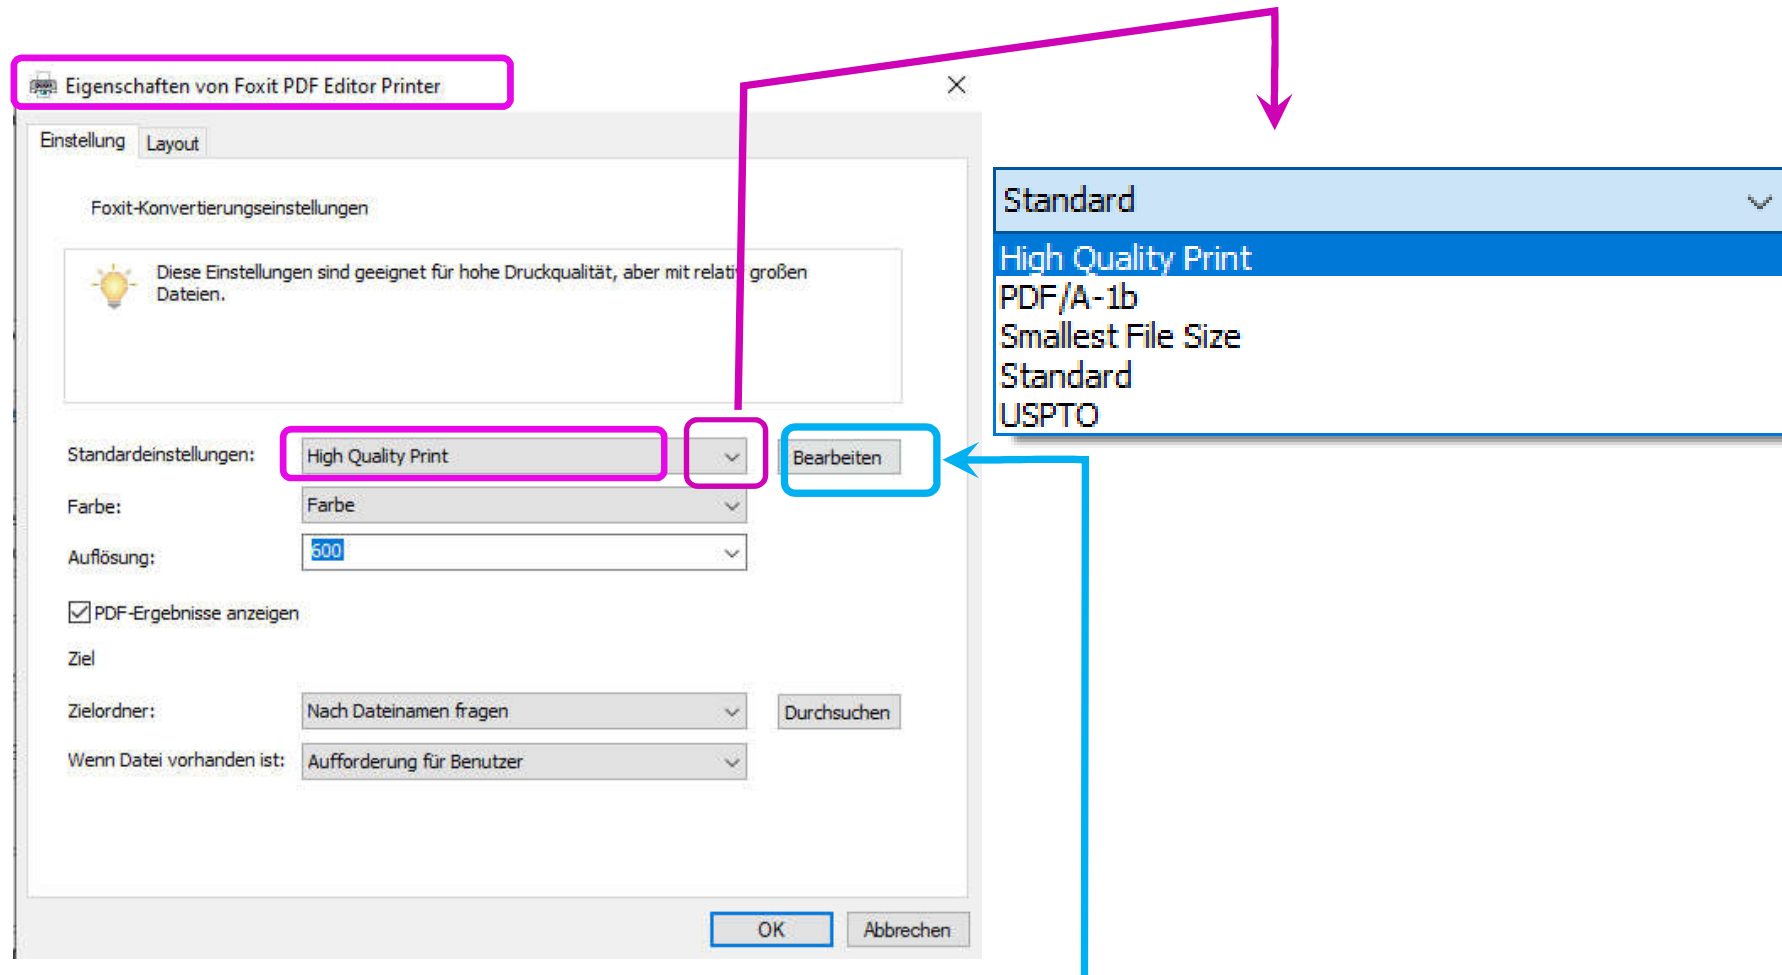 Eigenschaften von Foxit PDF Editor Printer
Einstellung
Layout
Foxit-Konvertierungseinstellungen
Diese Einstellungen sind geeignet für hohe Druckqualität, aber mit relativ großen
Dateien.
Standardeinstellungen:
High Quality Print
Bearbeiten
Farbe:
Farbe
Auflösung:
600
PDF-Ergebnisse anzeigen
Ziel
Zielordner:
Nach Dateinamen fragen
Durchsuchen
Wenn Datei vorhanden ist:
Aufforderung für Benutzer
OK
Abbrechen
Standard
High Quality Print
PDF/A-1b
Smallest File Size
Standard
USPTO